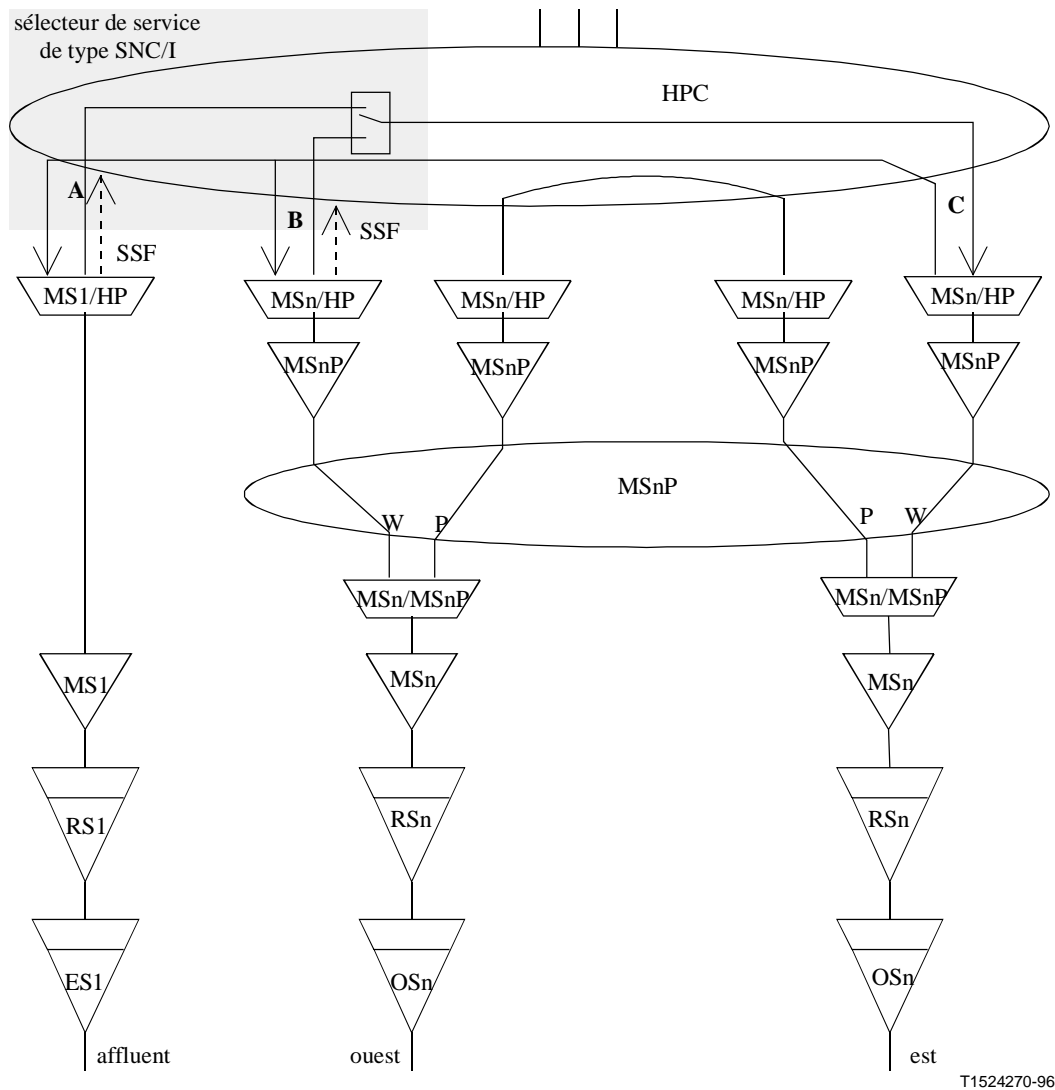 sélecteur de service
de type SNC/I
HPC
A
B
C
SSF
SSF
MS1/HP
MSn/HP
MSn/HP
MSn/HP
MSn/HP
MSnP
MSnP
MSnP
MSnP
MSnP
W
P
P
W
MSn/MSnP
MSn/MSnP
MS1
MSn
MSn
RS1
RSn
RSn
ES1
OSn
OSn
affluent
ouest
est
T1524270-96